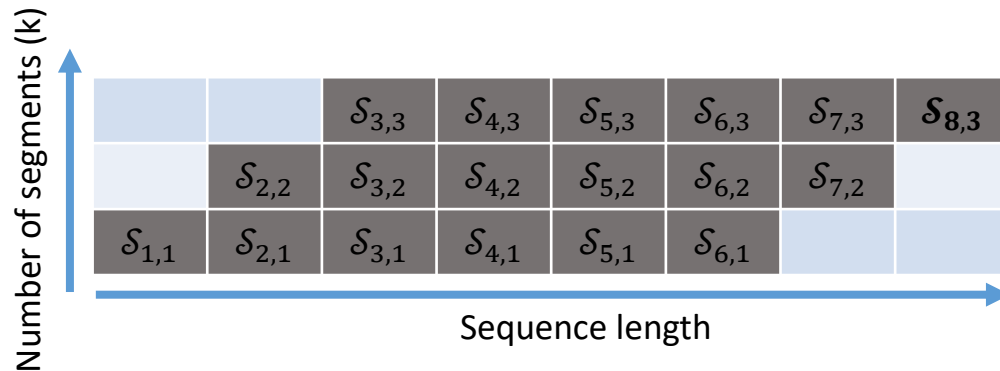 Number of segments (k)
𝒮3,3 𝒮4,3 𝒮5,3 𝒮6,3 𝒮7,3 𝒮8,3
𝒮2,2 𝒮3,2 𝒮4,2 𝒮5,2 𝒮6,2 𝒮7,2
𝒮1,1 𝒮2,1 𝒮3,1 𝒮4,1 𝒮5,1 𝒮6,1
Sequence length